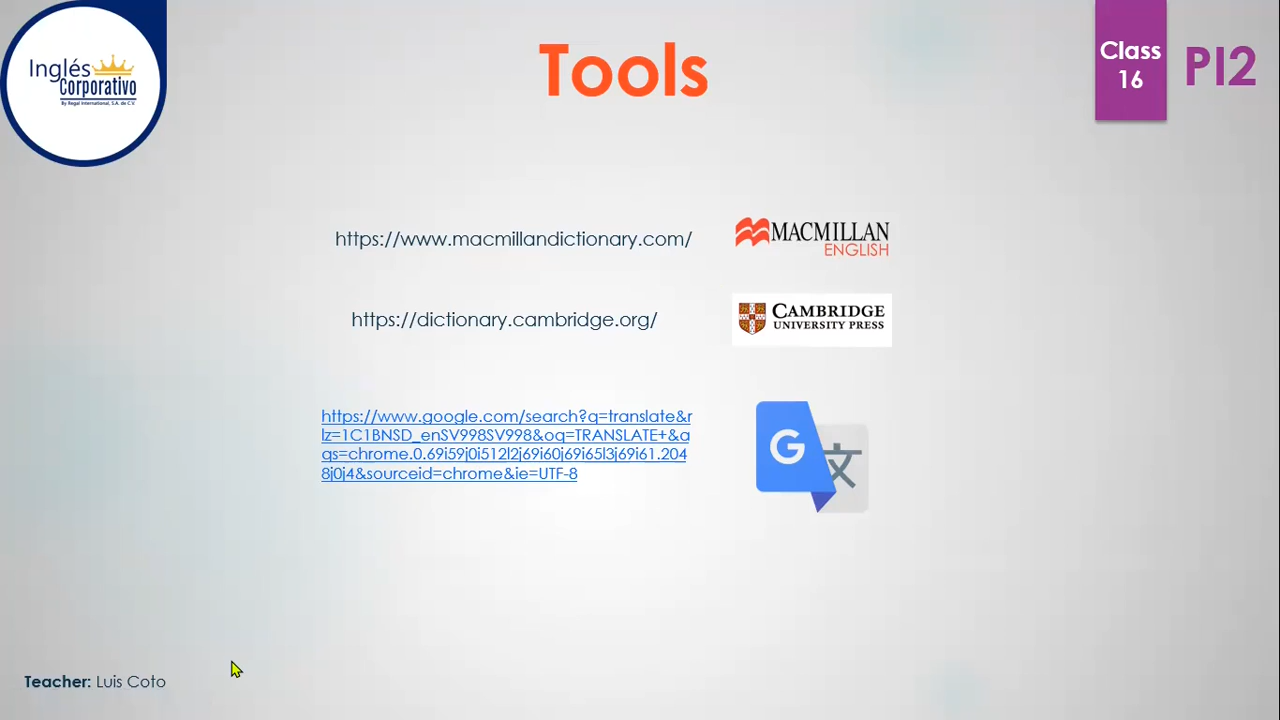 Inglés
Corporativo
By Regal International, S.A. de C.V.
Tools
Class
16
PI2
https://www.macmillandictionary.com/
MACMILLAN
ENGLISH
https://dictionary.cambridge.org/
CAMBRIDGE
UNIVERSITY PRESS
https://www.google.com/search?q=translate&r
lz=1C1BNSD_enSV998SV998&oq=TRANSLATE+&a
qs=chrome.0.69i59j0i512l2j69i60j69i65l3j69i61.204
8j0j4&sourceid=chrome&ie=UTF-8
G
文
Teacher: Luis Coto